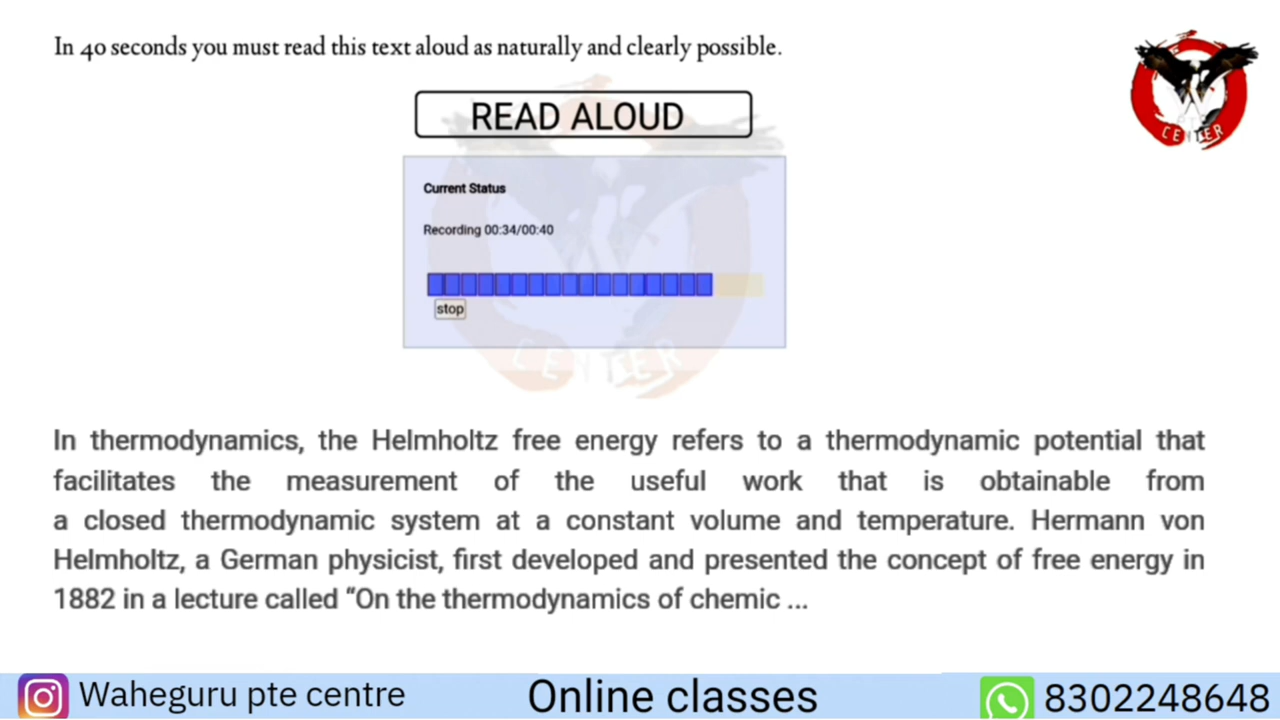 In 40 seconds you must read this text aloud as naturally and clearly possible.
CENTER
READ ALOUD
Current Status
Recording 00:34/00:40
stop
CENTER
In thermodynamics, the Helmholtz free energy refers to a thermodynamic potential that
facilitates the measurement of the useful work that is obtainable from
a closed thermodynamic system at a constant volume and temperature. Hermann von
Helmholtz, a German physicist, first developed and presented the concept of free energy in
1882 in a lecture called “On the thermodynamics of chemic ...
Waheguru pte centre
Online classes
8302248648